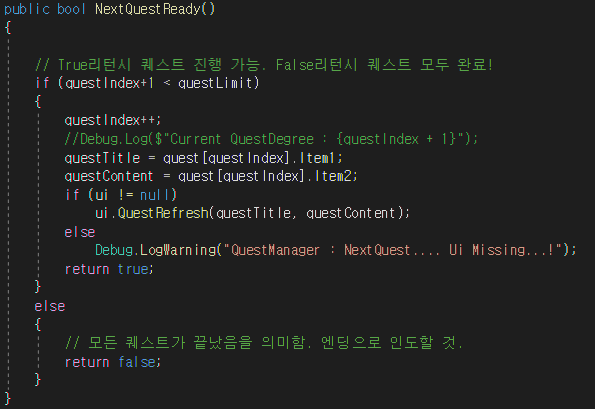 public bool NextQuestReady()
{
// True리턴시 퀘스트 진행 가능. False리턴시 퀘스트 모두 완료!
if (questIndex+1 < questLimit)
{
questIndex++;
//Debug.Log($"Current QuestDegree : {questIndex + 1}");
questTitle = quest[questIndex].Item1;
questContent = quest[questIndex].Item2;
if (ui != null)
ui.QuestRefresh(questTitle, questContent);
else
Debug.LogWarning("QuestManager : NextQuest.... Ui Missing...!");
return true;
}
else
{
// 모든 퀘스트가 끝났음을 의미함. 엔딩으로 인도할 것.
return false;
}
}